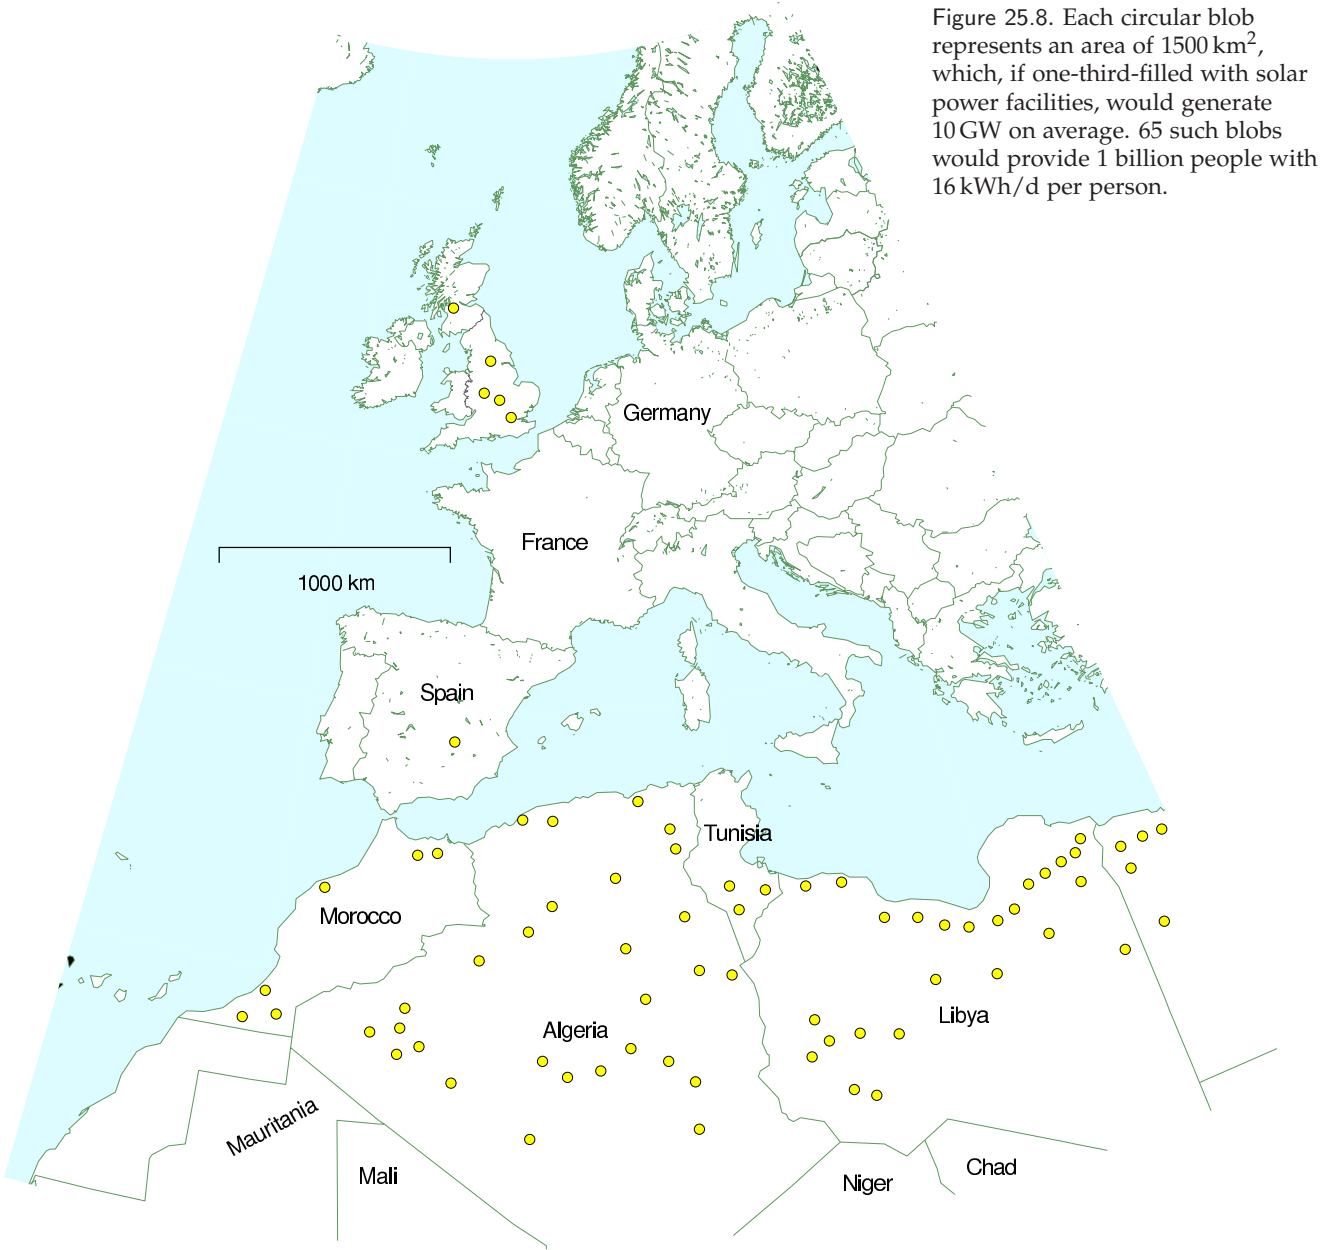 Figure 25.8. Each circular blob
represents an area of 1500 km²,
which, if one-third-filled with solar
power facilities, would generate
10 GW on average. 65 such blobs
would provide 1 billion people with
16 kWh/d per person.
Germany
France
1000 km
Spain
Tunisia
Morocco
Algeria
Libya
Mauritania
Mali
Niger
Chad